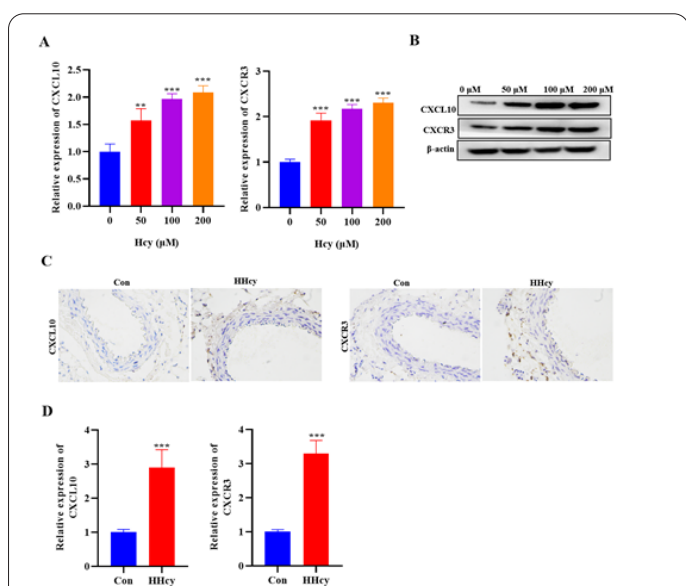 A
Relative expression of CXCL10
2.5
2.0
1.5
1.0
0.5
0.0
**
***
***
0 50 100 200
Relative expression of CXCR3
3
2
1
0
***
***
***
0 50 100 200
Hcy (μM)
Hcy (μM)
B
0 μM 50 μM 100 μM 200 μM
CXCL10
CXCR3
β-actin
C
Con HHcy
CXCL10
Con HHcy
CXCR3
D
Relative expression of
CXCL10
4
3
2
1
0
***
Con HHcy
Relative expression of
CXCR3
4
3
2
1
0
***
Con HHcy